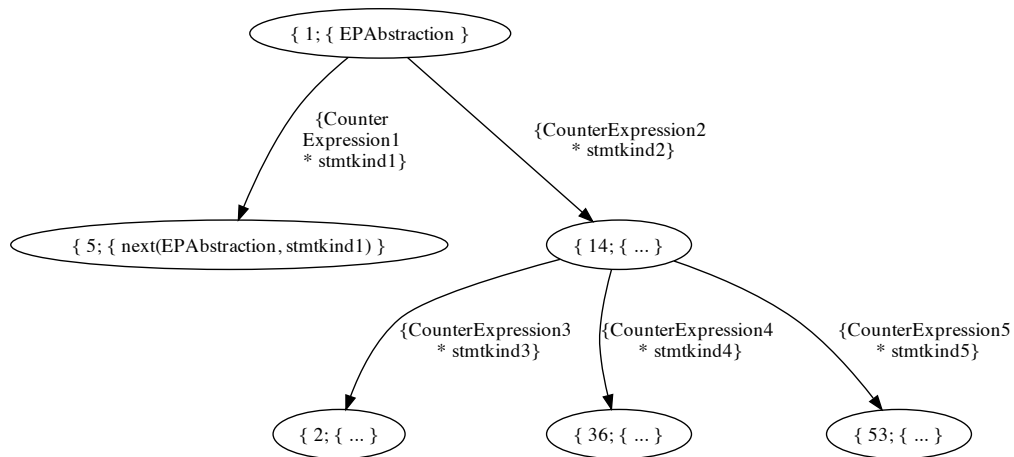 { 1; { EPAbstraction }
{Counter
Expression1
* stmtkind1}
{CounterExpression2
* stmtkind2}
{ 5; { next(EPAbstraction, stmtkind1) }
{ 14; { ... }
{CounterExpression3
* stmtkind3}
{CounterExpression4
* stmtkind4}
{CounterExpression5
* stmtkind5}
{ 2; { ... }
{ 36; { ... }
{ 53; { ... }